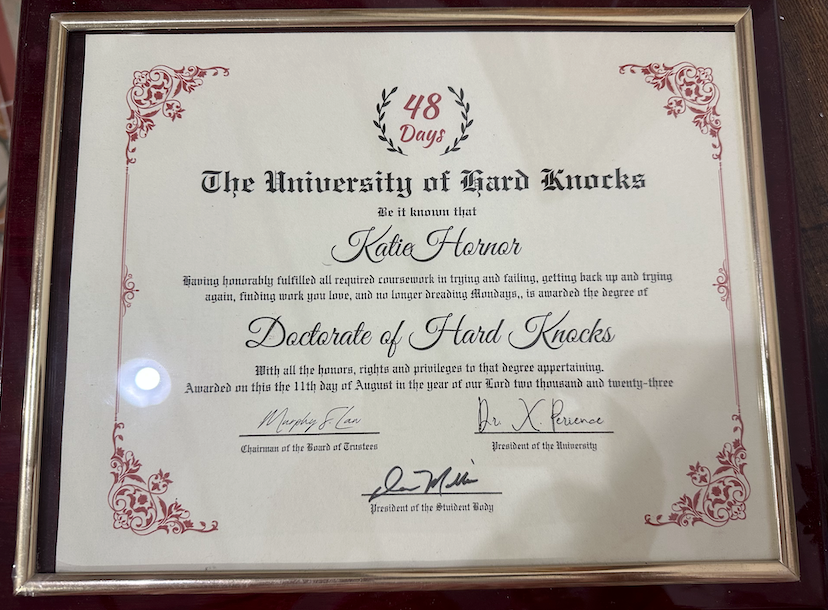 48
Days
The University of Hard Knocks
Be it known that
Katie Hornor
Having honorably fulfilled all required coursework in trying and failing, getting back up and trying
again, finding work you love, and no longer dreading Mondays,, is awarded the degree of
Doctorate of Hard Knocks
With all the honors, rights and privileges to that degree appertaining.
Awarded on this the 11th day of August in the year of our Lord two thousand and twenty-three
Murphy S. Law Dr. X. Perience
Chairman of the Board of Trustees President of the University
President of the Student Body